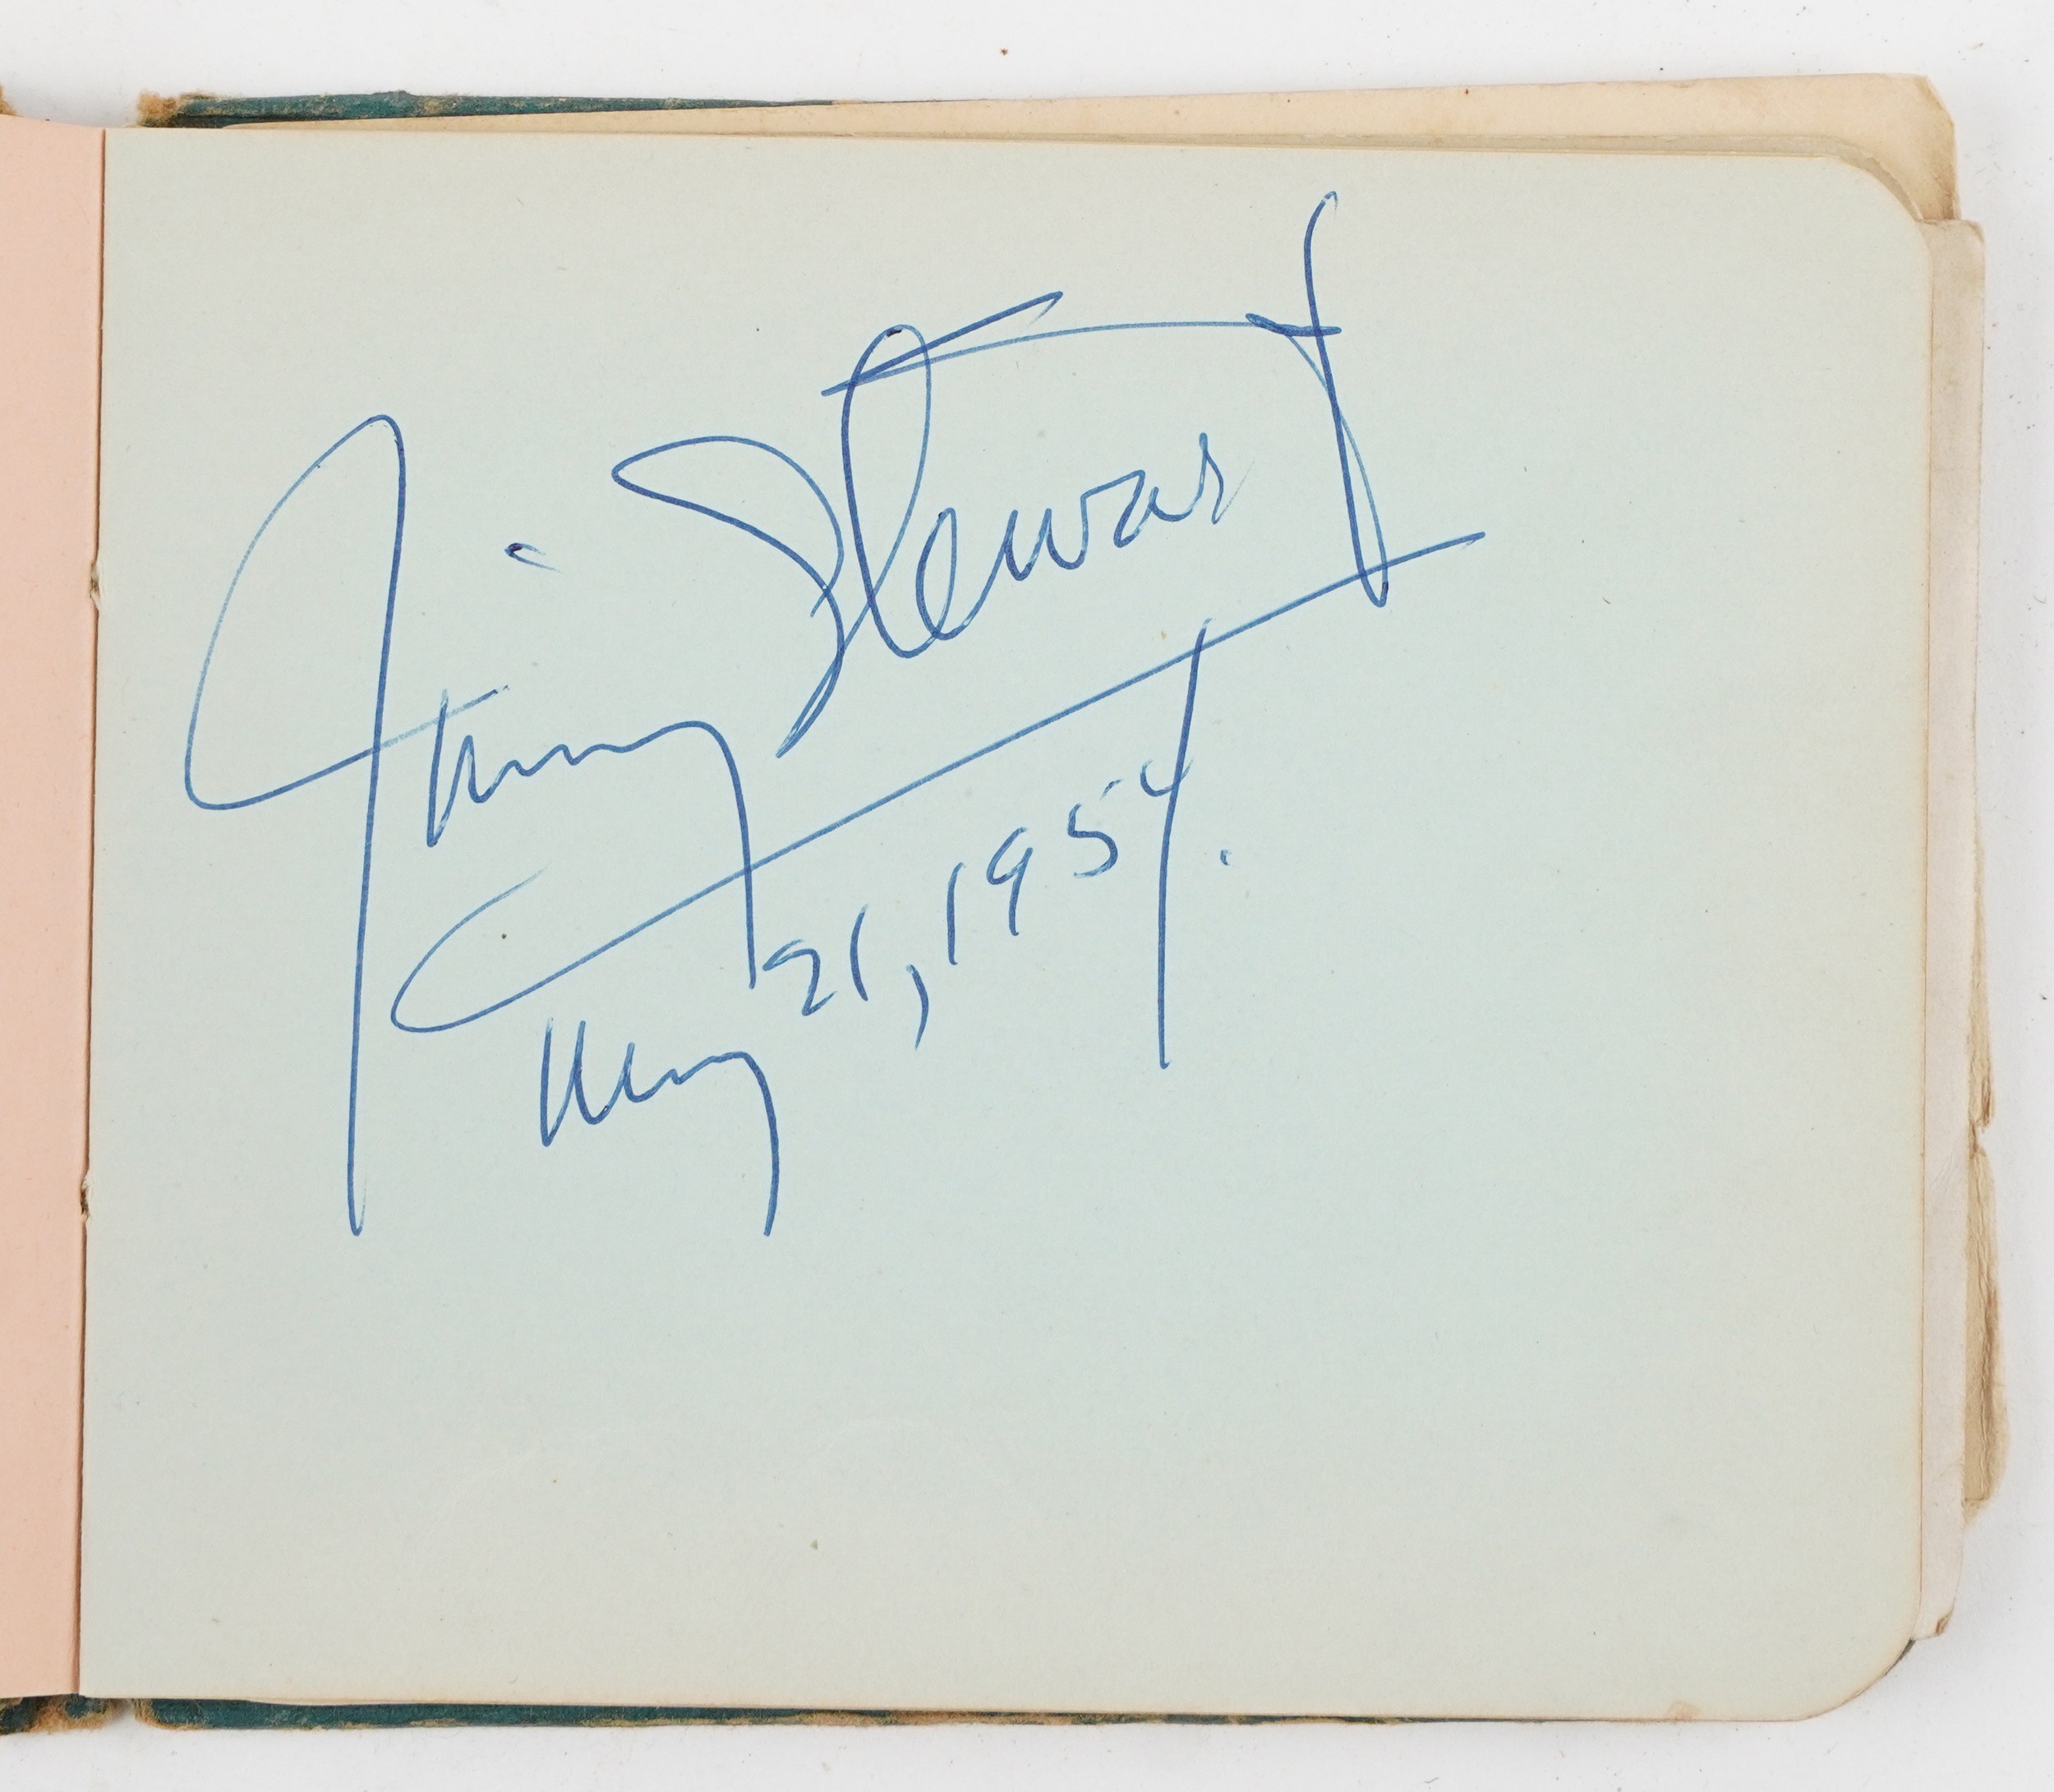 Jimmy Stewart
May 21, 1954.